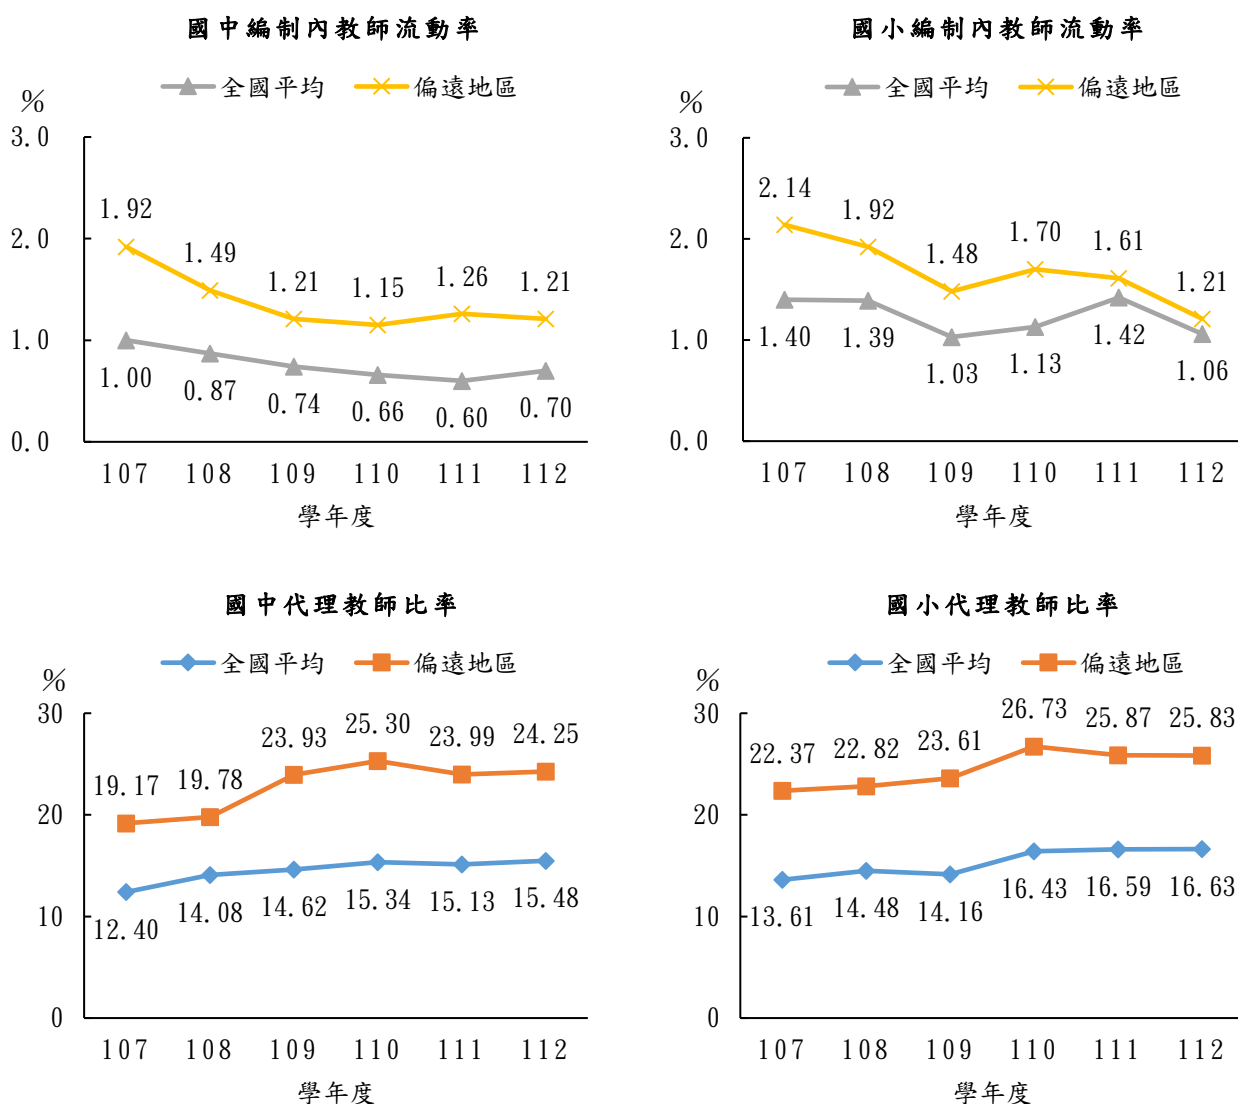 國中編制內教師流動率
全國平均 偏遠地區
%
3.0
2.0
1.0
0.0
1.92 1.49 1.21 1.15 1.26 1.21
1.00 0.87 0.74 0.66 0.60 0.70
107 108 109 110 111 112
學年度
國小編制內教師流動率
全國平均 偏遠地區
%
3.0
2.0
1.0
0.0
2.14 1.92 1.48 1.70 1.61 1.21
1.40 1.39 1.03 1.13 1.42 1.06
107 108 109 110 111 112
學年度
國中代理教師比率
全國平均 偏遠地區
%
30
20
10
0
19.17 19.78 23.93 25.30 23.99 24.25
12.40 14.08 14.62 15.34 15.13 15.48
107 108 109 110 111 112
學年度
國小代理教師比率
全國平均 偏遠地區
%
30
20
10
0
22.37 22.82 23.61 26.73 25.87 25.83
13.61 14.48 14.16 16.43 16.59 16.63
107 108 109 110 111 112
學年度